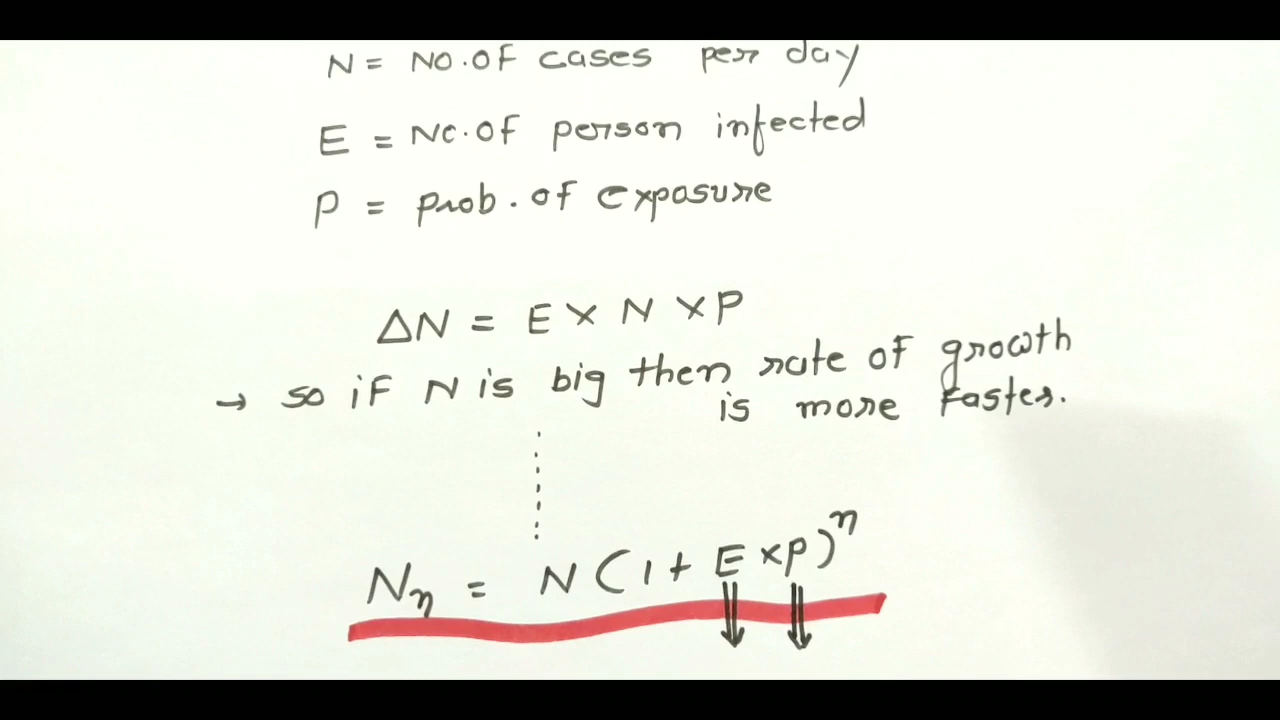 N = NO.OF cases per day
E = NO.OF person infected
P = prob. of exposure
ΔN = E × N × P
→ so if N is big then rate of growth
is more faster.
Nn = N (1 + E × P)^n